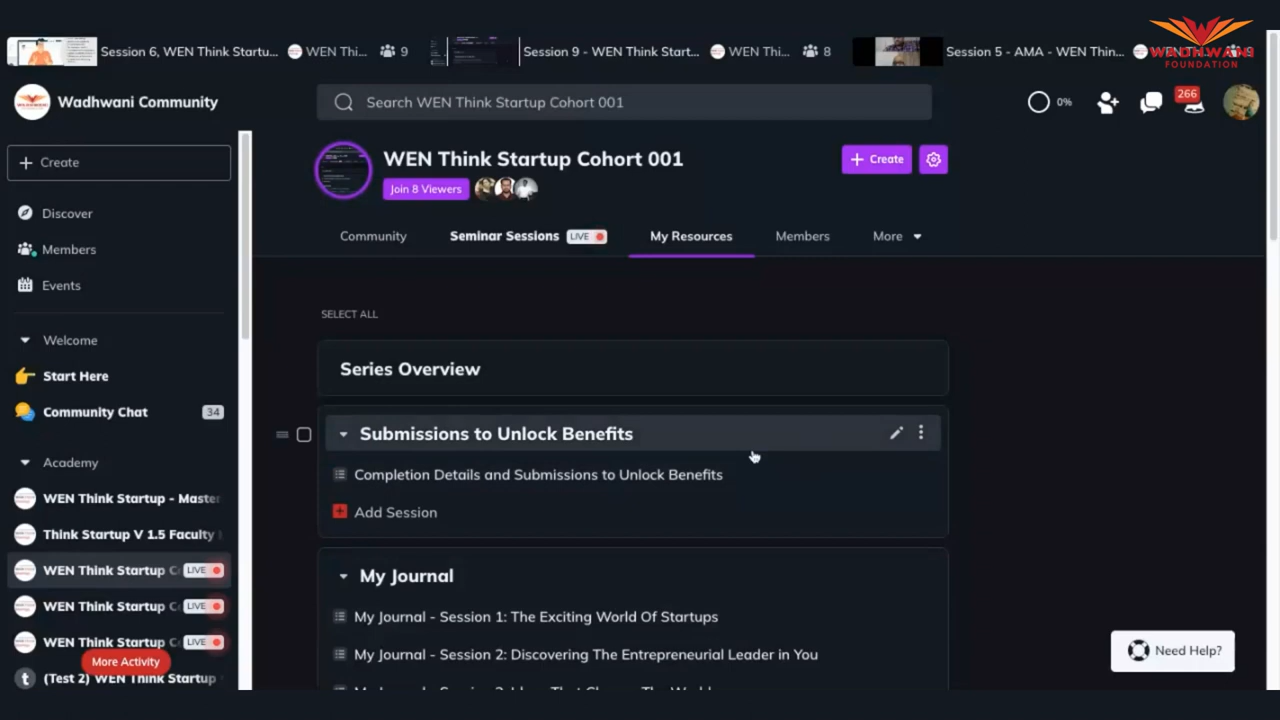 Session 6, WEN Think Startu... WEN Thi... 9
Session 9 - WEN Think Start... WEN Thi... 8
Session 5 - AMA - WEN Thin...
WADHWANI
FOUNDATION
Wadhwani Community
Search WEN Think Startup Cohort 001
0%
266
Create
Discover
Members
Events
Welcome
Start Here
Community Chat 34
Academy
WEN Think Startup - Master
Think Startup V 1.5 Faculty
WEN Think Startup LIVE
WEN Think Startup LIVE
WEN Think Startup LIVE
More Activity
(Test 2) WEN Think Startup
WEN Think Startup Cohort 001
Join 8 Viewers
+ Create
Community
Seminar Sessions LIVE
My Resources
Members
More
SELECT ALL
Series Overview
Submissions to Unlock Benefits
Completion Details and Submissions to Unlock Benefits
Add Session
My Journal
My Journal - Session 1: The Exciting World Of Startups
My Journal - Session 2: Discovering The Entrepreneurial Leader in You
Need Help?